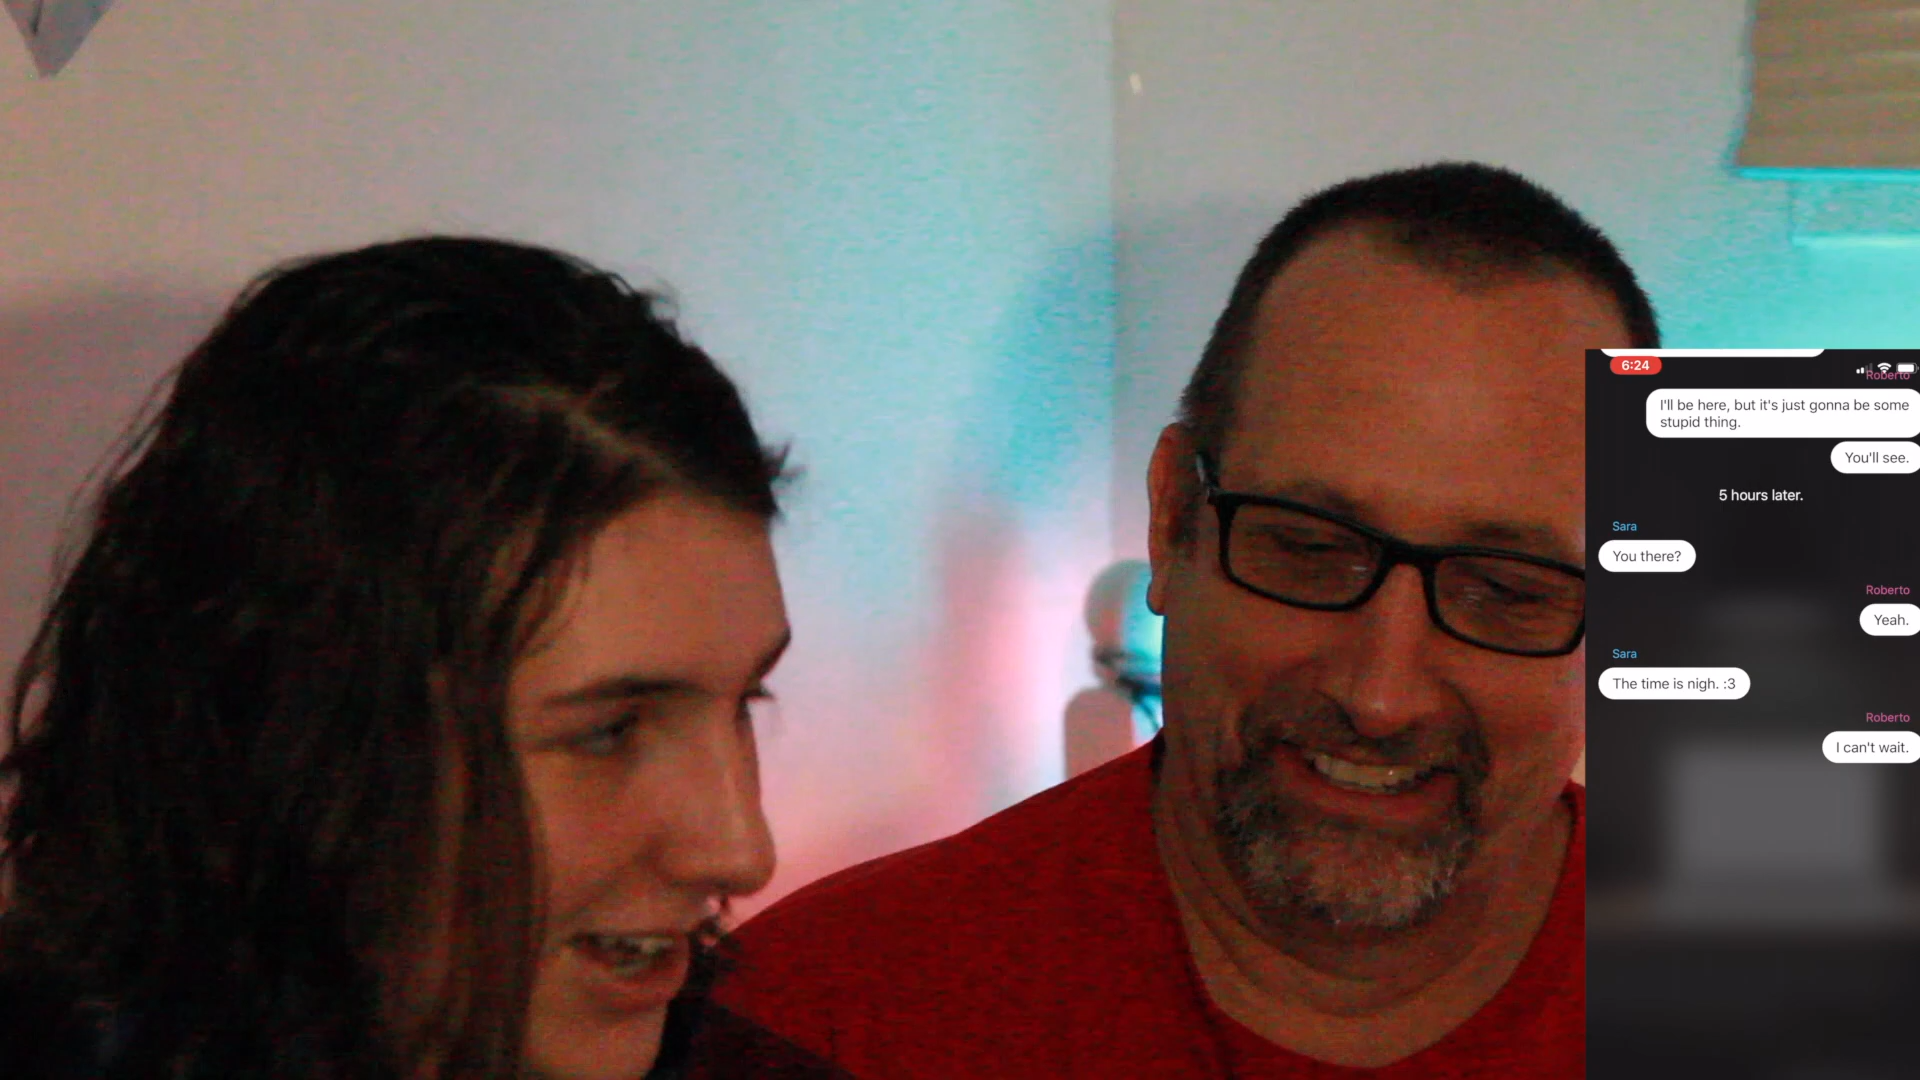 6:24
Roberto
I'll be here, but it's just gonna be some
stupid thing.
You'll see.
5 hours later.
Sara
You there?
Roberto
Yeah.
Sara
The time is nigh. :3
Roberto
I can't wait.